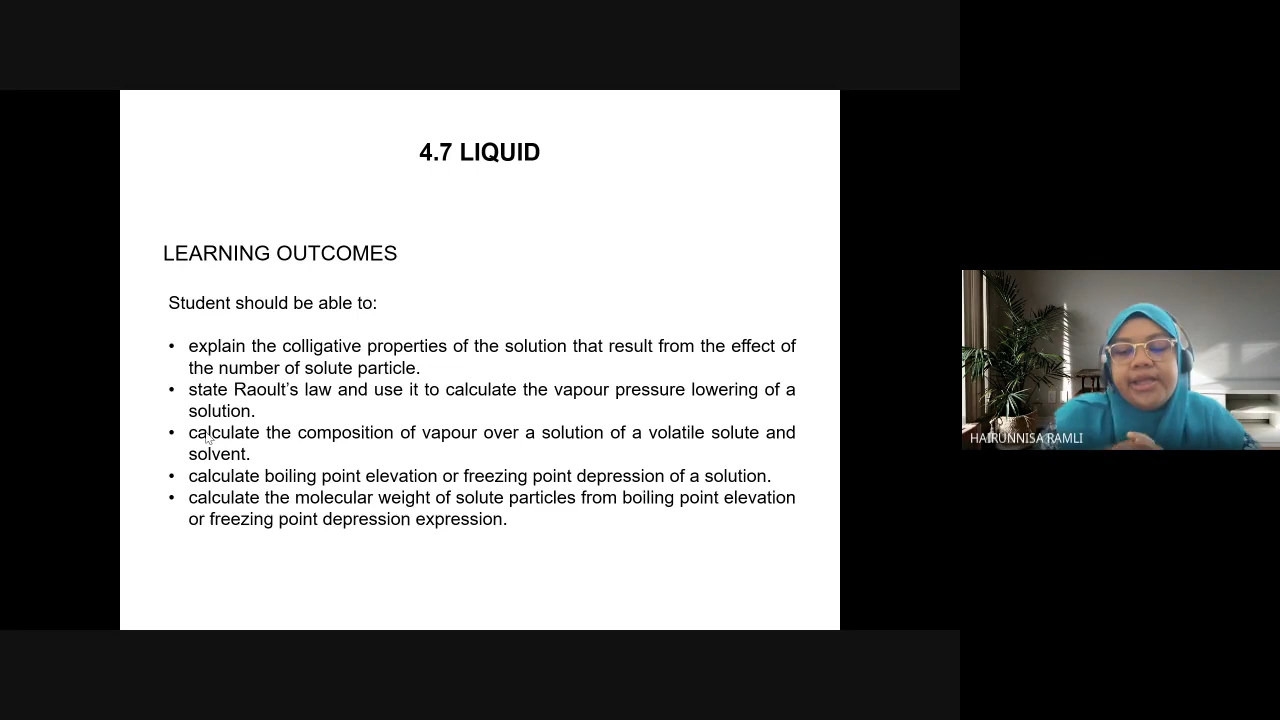 4.7 LIQUID
LEARNING OUTCOMES
Student should be able to:
• explain the colligative properties of the solution that result from the effect of
the number of solute particle.
• state Raoult’s law and use it to calculate the vapour pressure lowering of a
solution.
• calculate the composition of vapour over a solution of a volatile solute and
solvent.
• calculate boiling point elevation or freezing point depression of a solution.
• calculate the molecular weight of solute particles from boiling point elevation
or freezing point depression expression.
HAIRUNNISA RAMLI